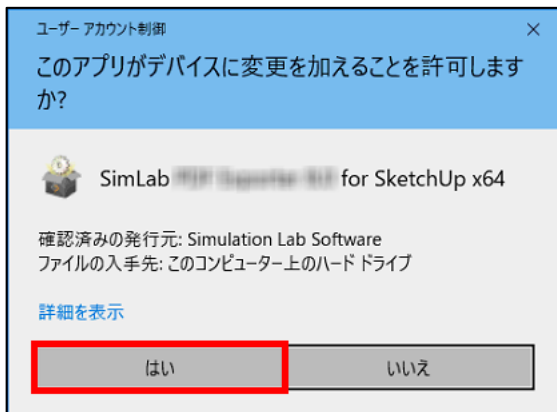 ユーザー アカウント制御
このアプリがデバイスに変更を加えることを許可します
か?
SimLab for SketchUp x64
確認済みの発行元: Simulation Lab Software
ファイルの入手先: このコンピューター上のハード ドライブ
詳細を表示
はい
いいえ